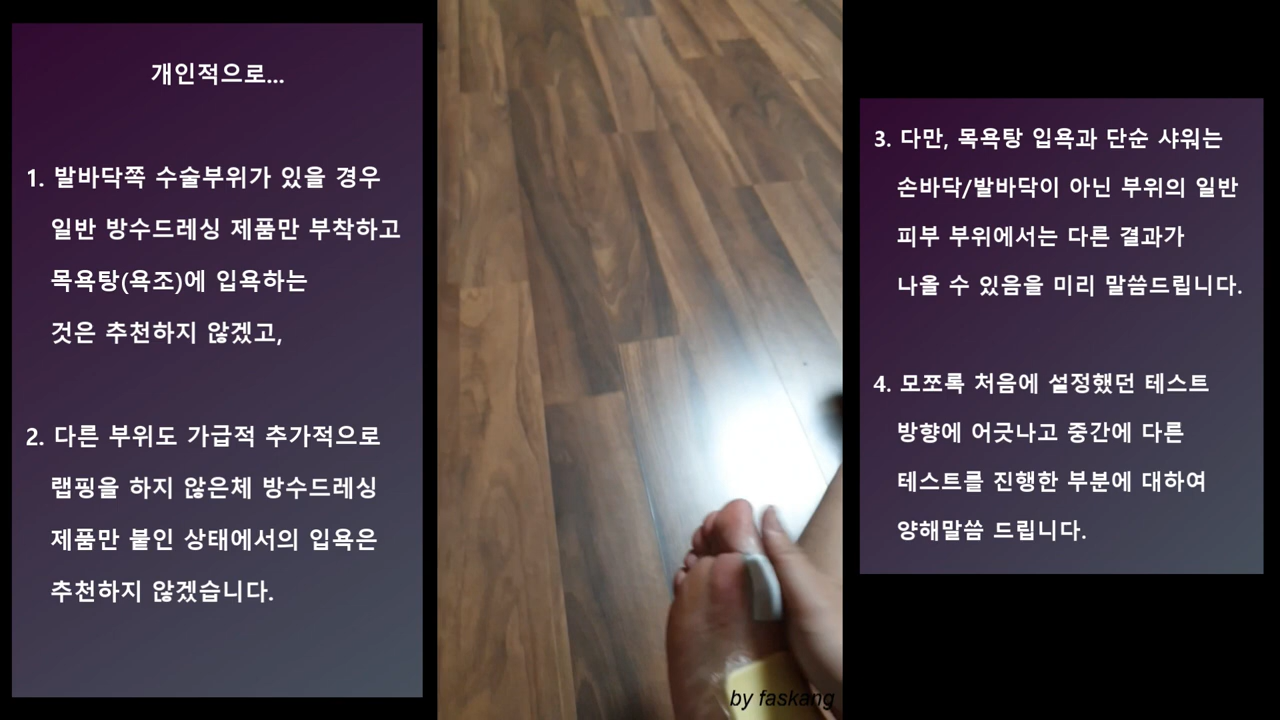 개인적으로...
1. 발바닥쪽 수술부위가 있을 경우
일반 방수드레싱 제품만 부착하고
목욕탕(욕조)에 입욕하는
것은 추천하지 않겠고,
2. 다른 부위도 가급적 추가적으로
랩핑을 하지 않은체 방수드레싱
제품만 붙인 상태에서의 입욕은
추천하지 않겠습니다.
by faskang
3. 다만, 목욕탕 입욕과 단순 샤워는
손바닥/발바닥이 아닌 부위의 일반
피부 부위에서는 다른 결과가
나올 수 있음을 미리 말씀드립니다.
4. 모쪼록 처음에 설정했던 테스트
방향에 어긋나고 중간에 다른
테스트를 진행한 부분에 대하여
양해말씀 드립니다.